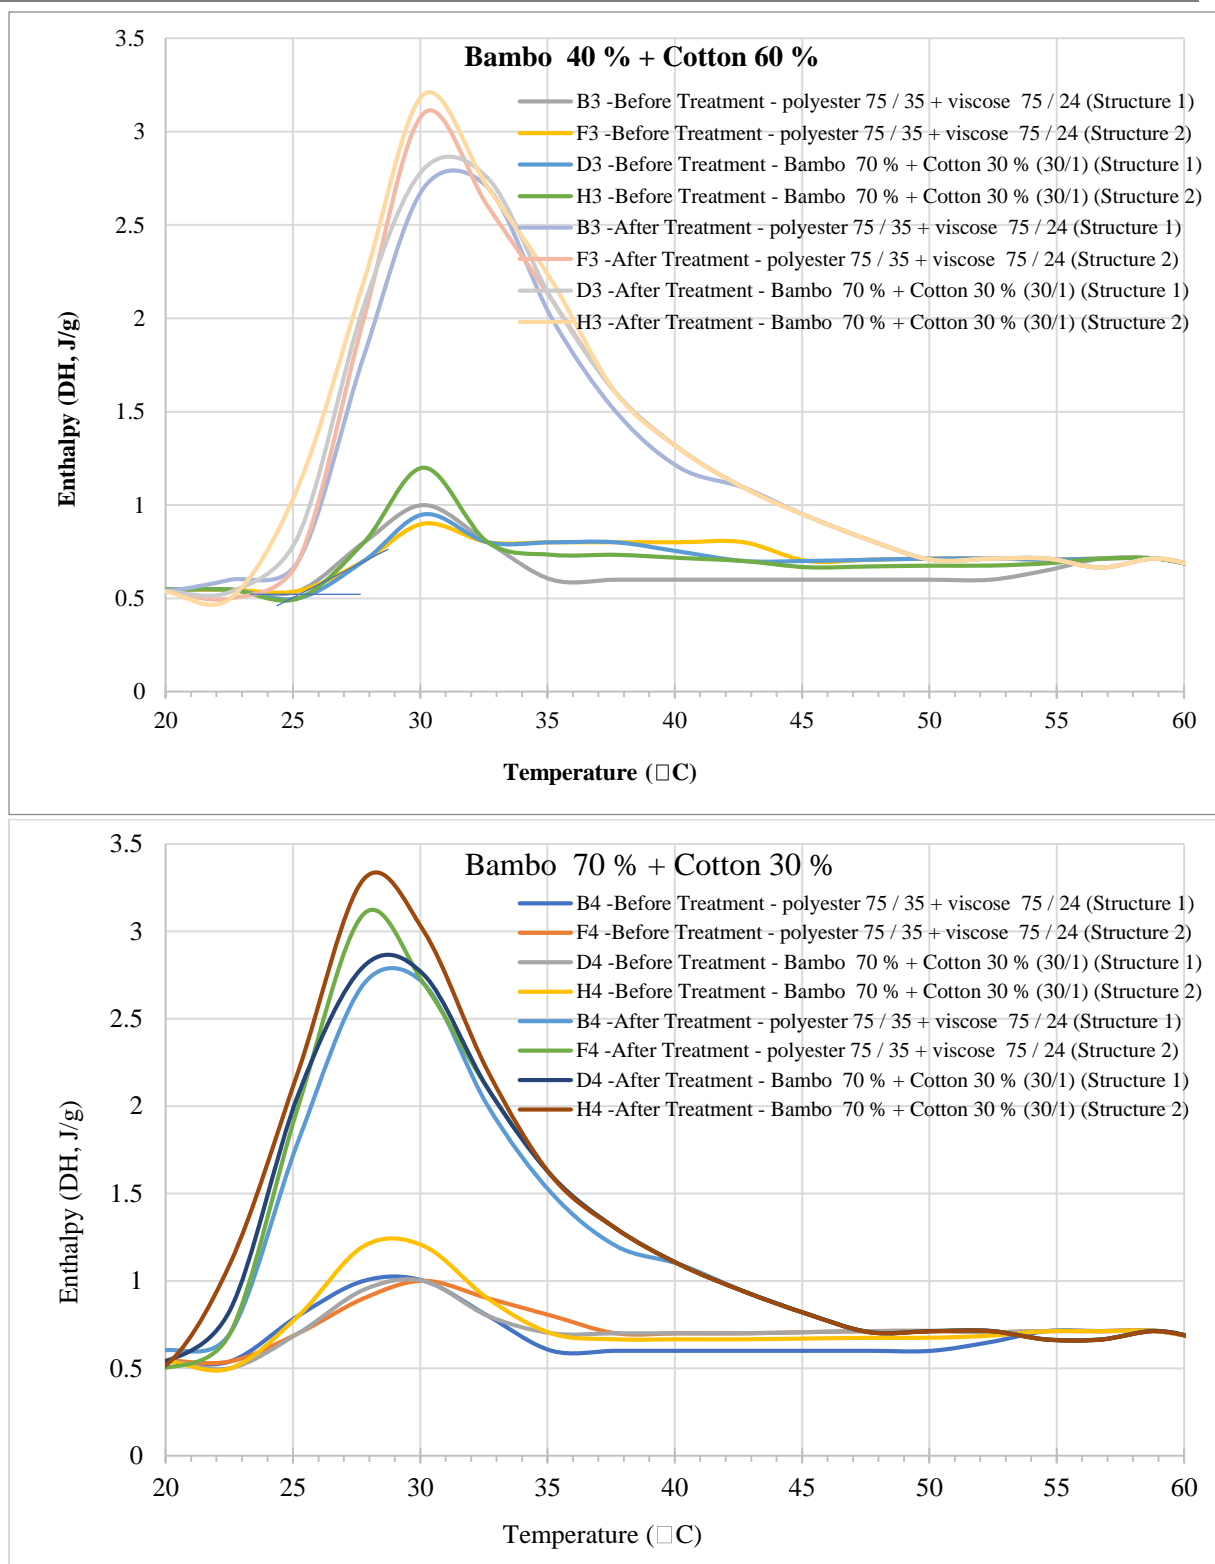 Bambo 40 % + Cotton 60 %
B3 -Before Treatment - polyester 75 / 35 + viscose 75 / 24 (Structure 1)
F3 -Before Treatment - polyester 75 / 35 + viscose 75 / 24 (Structure 2)
D3 -Before Treatment - Bambo 70 % + Cotton 30 % (30/1) (Structure 1)
H3 -Before Treatment - Bambo 70 % + Cotton 30 % (30/1) (Structure 2)
B3 -After Treatment - polyester 75 / 35 + viscose 75 / 24 (Structure 1)
F3 -After Treatment - polyester 75 / 35 + viscose 75 / 24 (Structure 2)
D3 -After Treatment - Bambo 70 % + Cotton 30 % (30/1) (Structure 1)
H3 -After Treatment - Bambo 70 % + Cotton 30 % (30/1) (Structure 2)
Enthalpy (DH, J/g)
3.5
3
2.5
2
1.5
1
0.5
0
20 25 30 35 40 45 50 55 60
Temperature (□C)
Bambo 70 % + Cotton 30 %
B4 -Before Treatment - polyester 75 / 35 + viscose 75 / 24 (Structure 1)
F4 -Before Treatment - polyester 75 / 35 + viscose 75 / 24 (Structure 2)
D4 -Before Treatment - Bambo 70 % + Cotton 30 % (30/1) (Structure 1)
H4 -Before Treatment - Bambo 70 % + Cotton 30 % (30/1) (Structure 2)
B4 -After Treatment - polyester 75 / 35 + viscose 75 / 24 (Structure 1)
F4 -After Treatment - polyester 75 / 35 + viscose 75 / 24 (Structure 2)
D4 -After Treatment - Bambo 70 % + Cotton 30 % (30/1) (Structure 1)
H4 -After Treatment - Bambo 70 % + Cotton 30 % (30/1) (Structure 2)
Enthalpy (DH, J/g)
3.5
3
2.5
2
1.5
1
0.5
0
20 25 30 35 40 45 50 55 60
Temperature (□C)